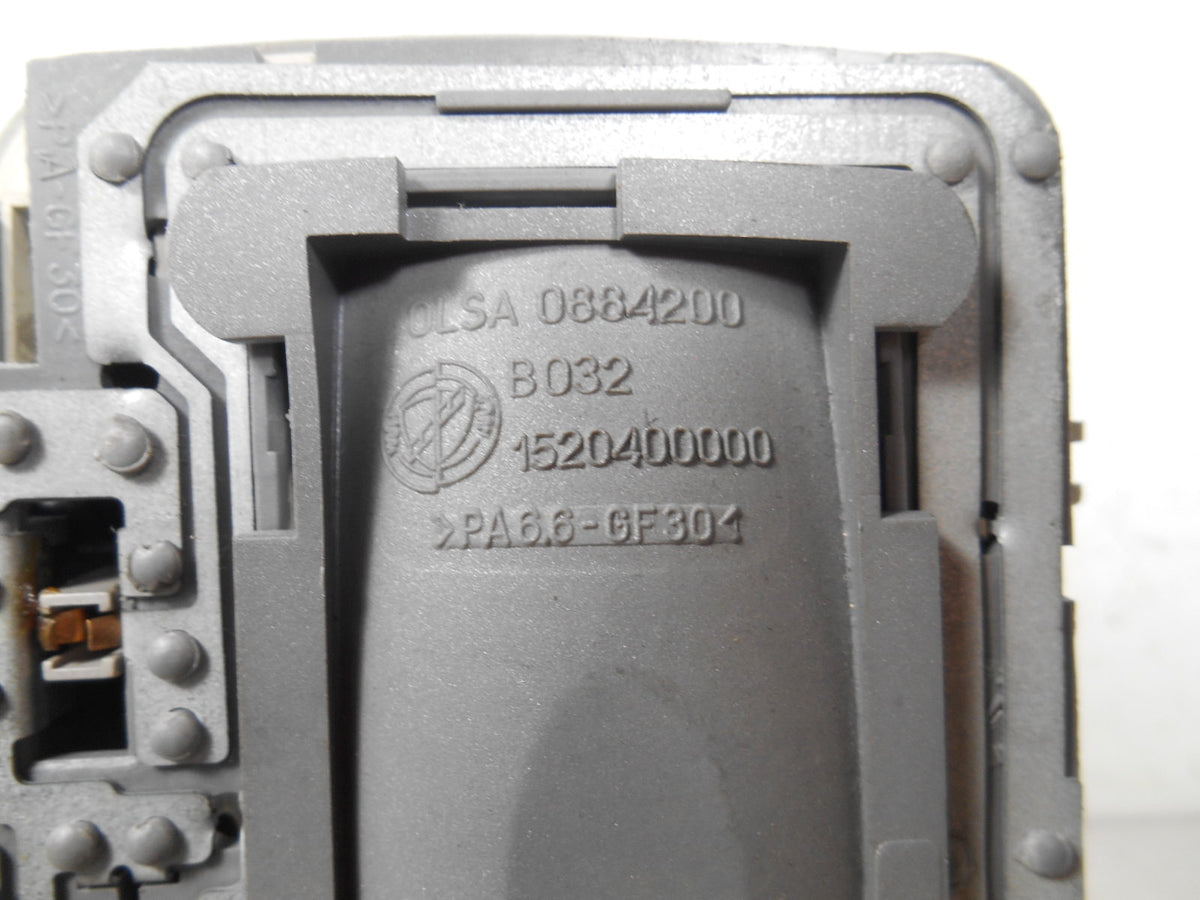 >PA-GF30<
OLSA 0884200
B032
1520400000
>PA6.6-GF30<